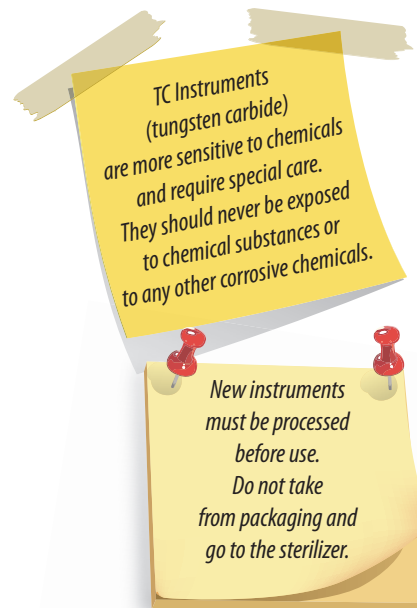 TC Instruments
(tungsten carbide)
are more sensitive to chemicals
and require special care.
They should never be exposed
to chemical substances or
to any other corrosive chemicals.
New instruments
must be processed
before use.
Do not take
from packaging and
go to the sterilizer.